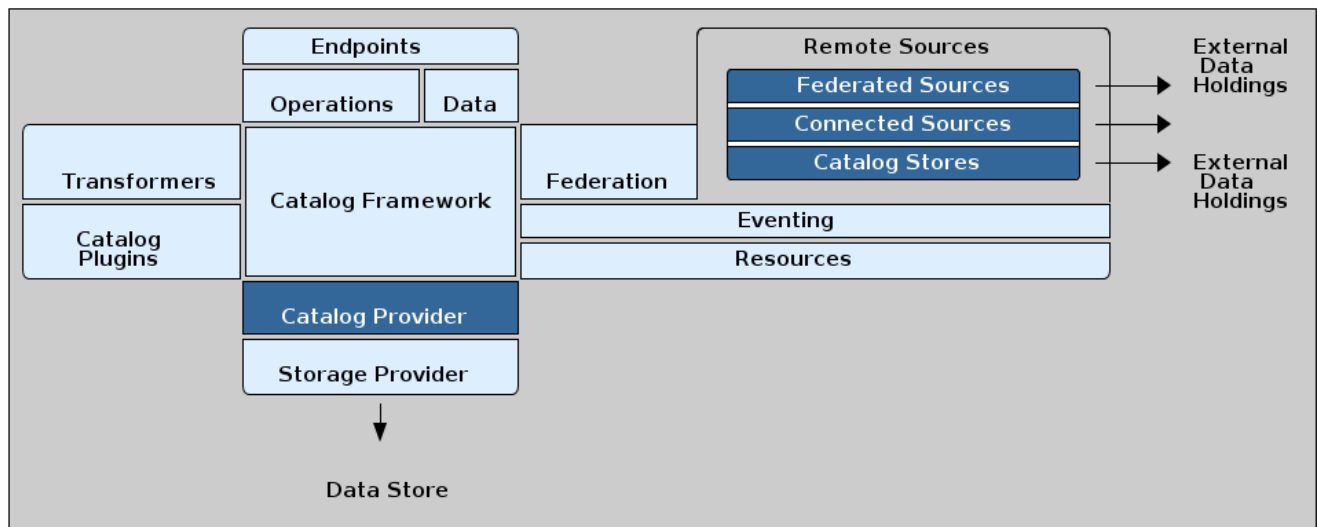 Endpoints
Operations
Data
Transformers
Catalog
Plugins
Catalog Framework
Federation
Remote Sources
Federated Sources
Connected Sources
Catalog Stores
External
Data
Holdings
External
Data
Holdings
Eventing
Resources
Catalog Provider
Storage Provider
Data Store